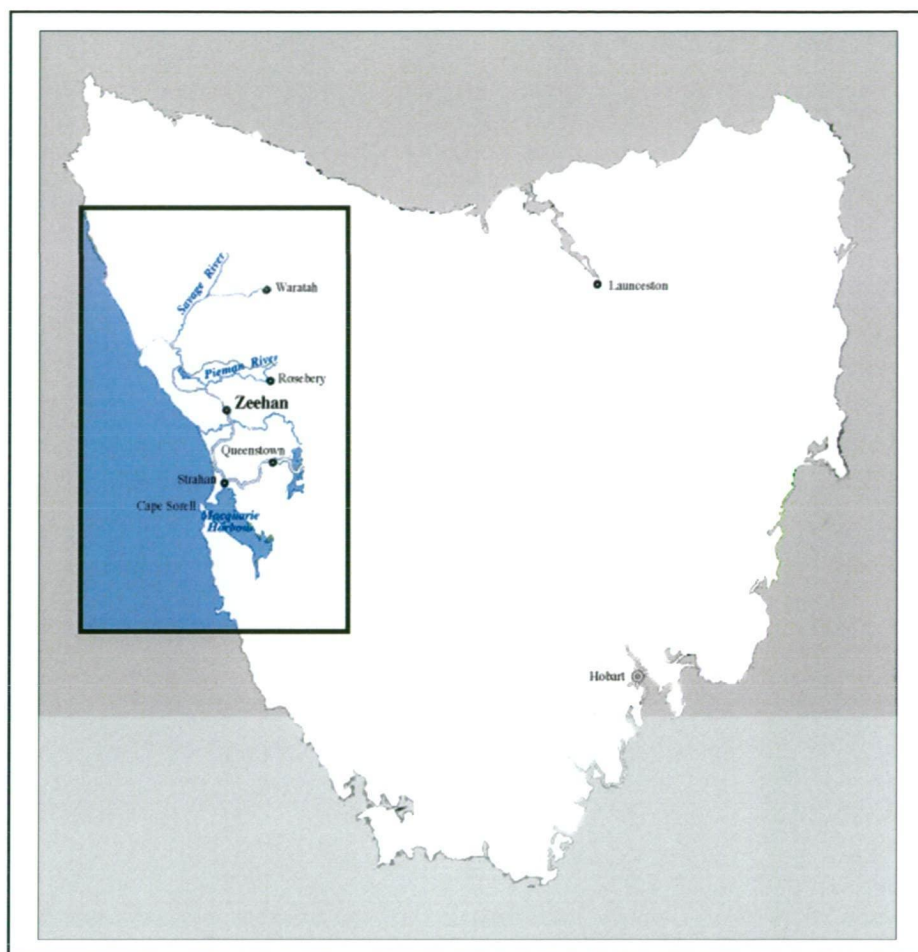 Savage River
Waratah
Launceston
Pieman River
Rosebery
Zeehan
Queenstown
Strahan
Cape Sorell
Macquarie
Harbour
Hobart